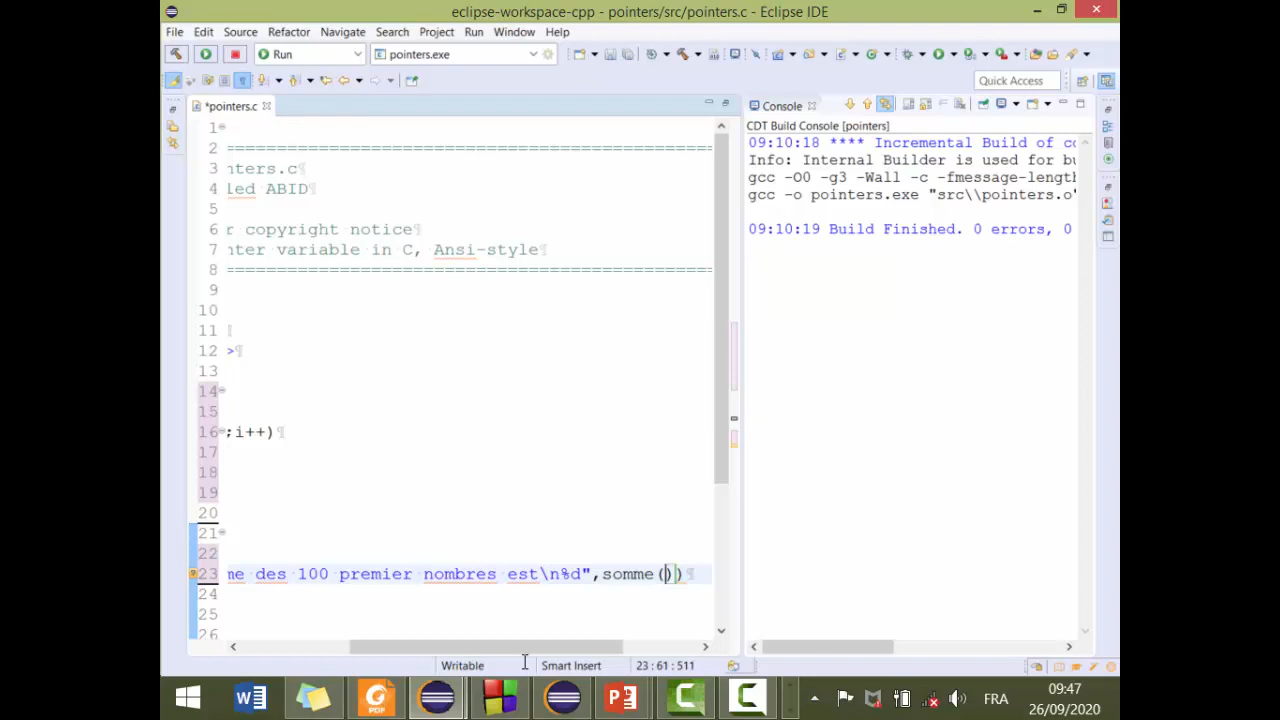 eclipse-workspace-cpp - pointers/src/pointers.c - Eclipse IDE
File Edit Source Refactor Navigate Search Project Run Window Help
Run pointers.exe
Quick Access
*pointers.c
Console
CDT Build Console [pointers]
09:10:18 **** Incremental Build of co
Info: Internal Builder is used for bu
gcc -O0 -g3 -Wall -c -fmessage-length
gcc -o pointers.exe "src\\pointers.o"
09:10:19 Build Finished. 0 errors, 0
1
2 ==============================================
3 nters.c
4 led ABID
5
6 r copyright notice
7 nter variable in C, Ansi-style
8 ==============================================
9
10
11
12 >
13
14
15
16 ;i++)
17
18
19
20
21
22
23 me des 100 premier nombres est\n%d",somme())
24
25
26
Writable Smart Insert 23 : 61 : 511
PDF
FRA
09:47
26/09/2020